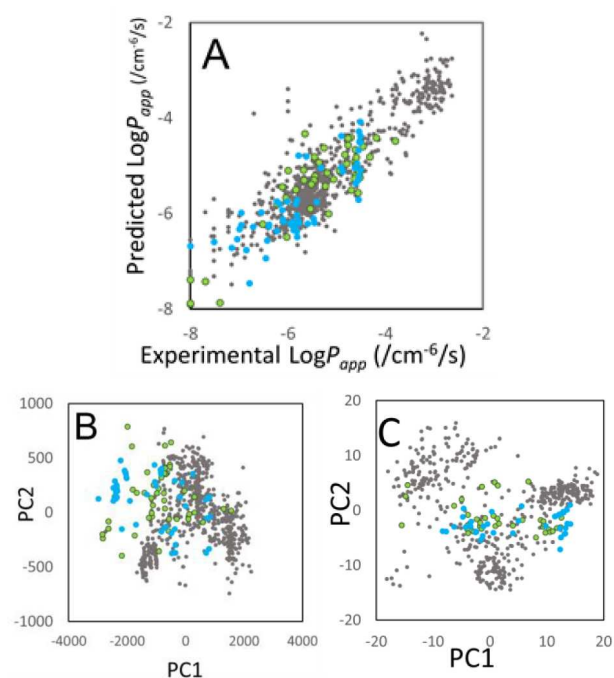 A
-2
-4
-6
-8
Predicted LogPapp (/cm-6/s)
-8 -6 -4 -2
Experimental LogPapp (/cm-6/s)
B
1000
500
0
-500
-1000
PC2
-4000 -2000 0 2000 4000
PC1
C
20
10
0
-10
-20
PC2
-20 -10 0 10 20
PC1